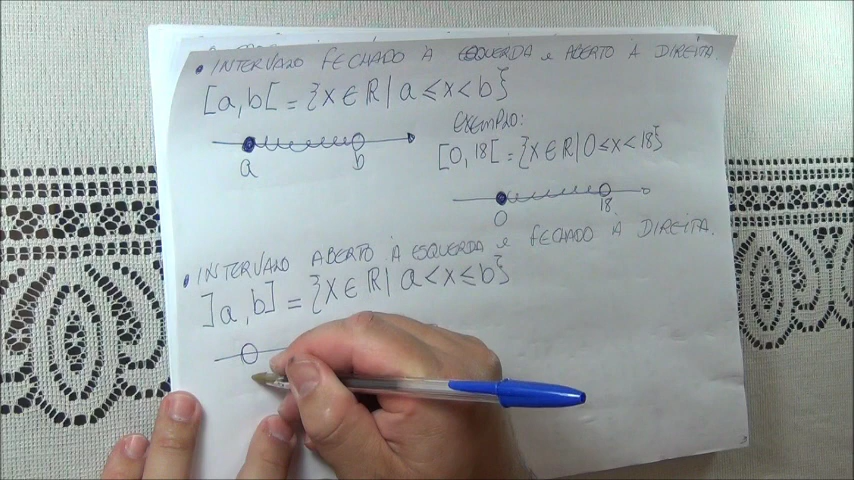 • INTERVALO FECHADO À ESQUERDA e ABERTO À DIREITA.
[a,b[ = {x ∈ ℝ | a ≤ x < b}
a b
EXEMPLO:
[0,18[ = {x ∈ ℝ | 0 ≤ x < 18}
0 18
• INTERVALO ABERTO À ESQUERDA e FECHADO À DIREITA.
]a,b] = {x ∈ ℝ | a < x ≤ b}